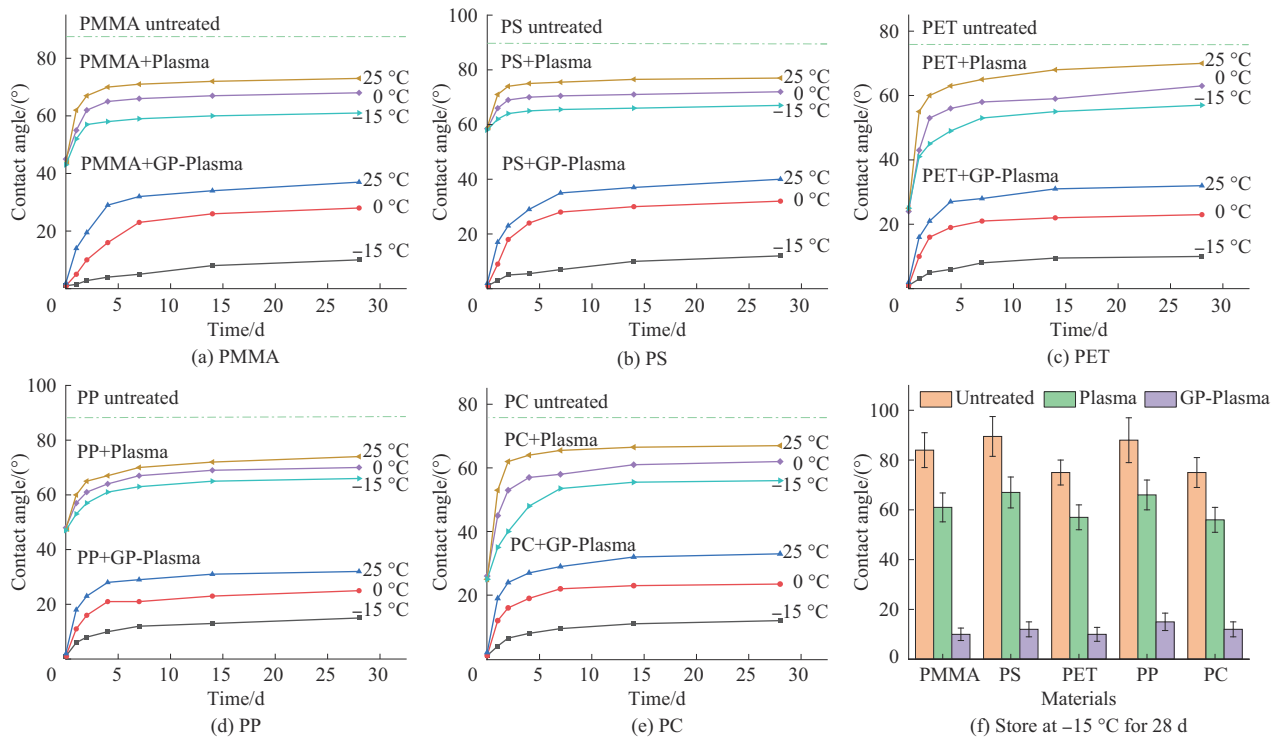 PMMA untreated
PMMA+Plasma
25 °C
0 °C
–15 °C
PMMA+GP-Plasma
25 °C
0 °C
–15 °C
Contact angle/(°)
80
60
40
20
0
5
10
15
20
25
30
Time/d
(a) PMMA
PS untreated
PS+Plasma
25 °C
0 °C
–15 °C
PS+GP-Plasma
25 °C
0 °C
–15 °C
Contact angle/(°)
100
80
60
40
20
0
5
10
15
20
25
30
Time/d
(b) PS
PET untreated
PET+Plasma
25 °C
0 °C
–15 °C
PET+GP-Plasma
25 °C
0 °C
–15 °C
Contact angle/(°)
80
60
40
20
0
5
10
15
20
25
30
Time/d
(c) PET
PP untreated
PP+Plasma
25 °C
0 °C
–15 °C
PP+GP-Plasma
25 °C
0 °C
–15 °C
Contact angle/(°)
100
80
60
40
20
0
5
10
15
20
25
30
Time/d
(d) PP
PC untreated
PC+Plasma
25 °C
0 °C
–15 °C
PC+GP-Plasma
25 °C
0 °C
–15 °C
Contact angle/(°)
80
60
40
20
0
5
10
15
20
25
30
Time/d
(e) PC
Untreated Plasma GP-Plasma
Contact angle/(°)
100
80
60
40
20
0
PMMA PS PET PP PC
Materials
(f) Store at –15 °C for 28 d